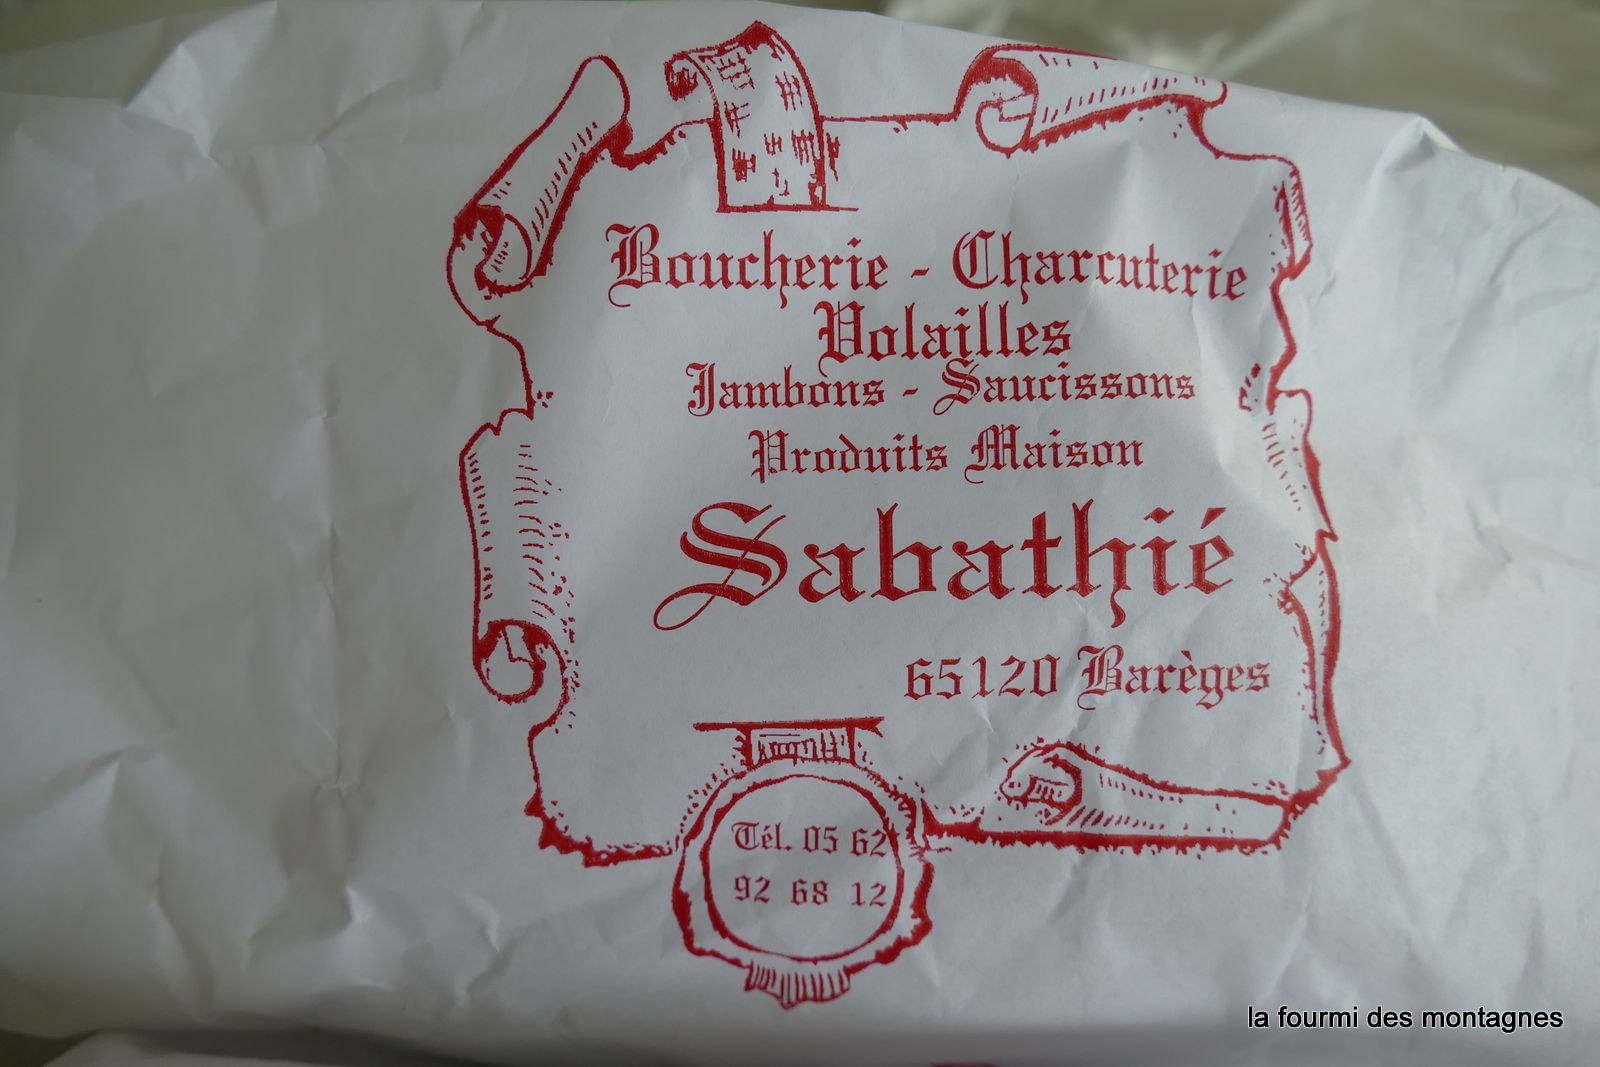 Boucherie - Charcuterie
Volailles
Jambons - Saucissons
Produits Maison
Sabathié
65120 Barèges
Tél. 05 62
92 68 12
la fourmi des montagnes